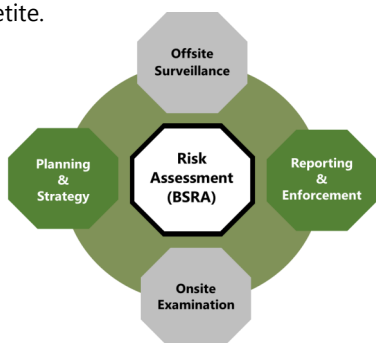 etite.
Offsite
Surveillance
Planning
&
Strategy
Risk
Assessment
(BSRA)
Reporting
&
Enforcement
Onsite
Examination